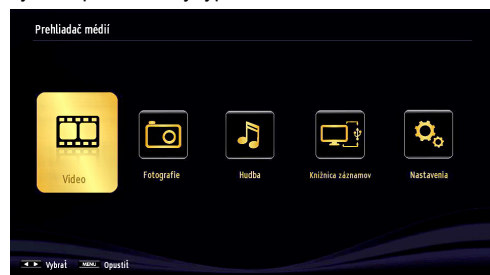 Prehliadač médií
Video
Fotografie
Hudba
Knižnica záznamov
Nastavenia
Vybrať MENU Opustiť